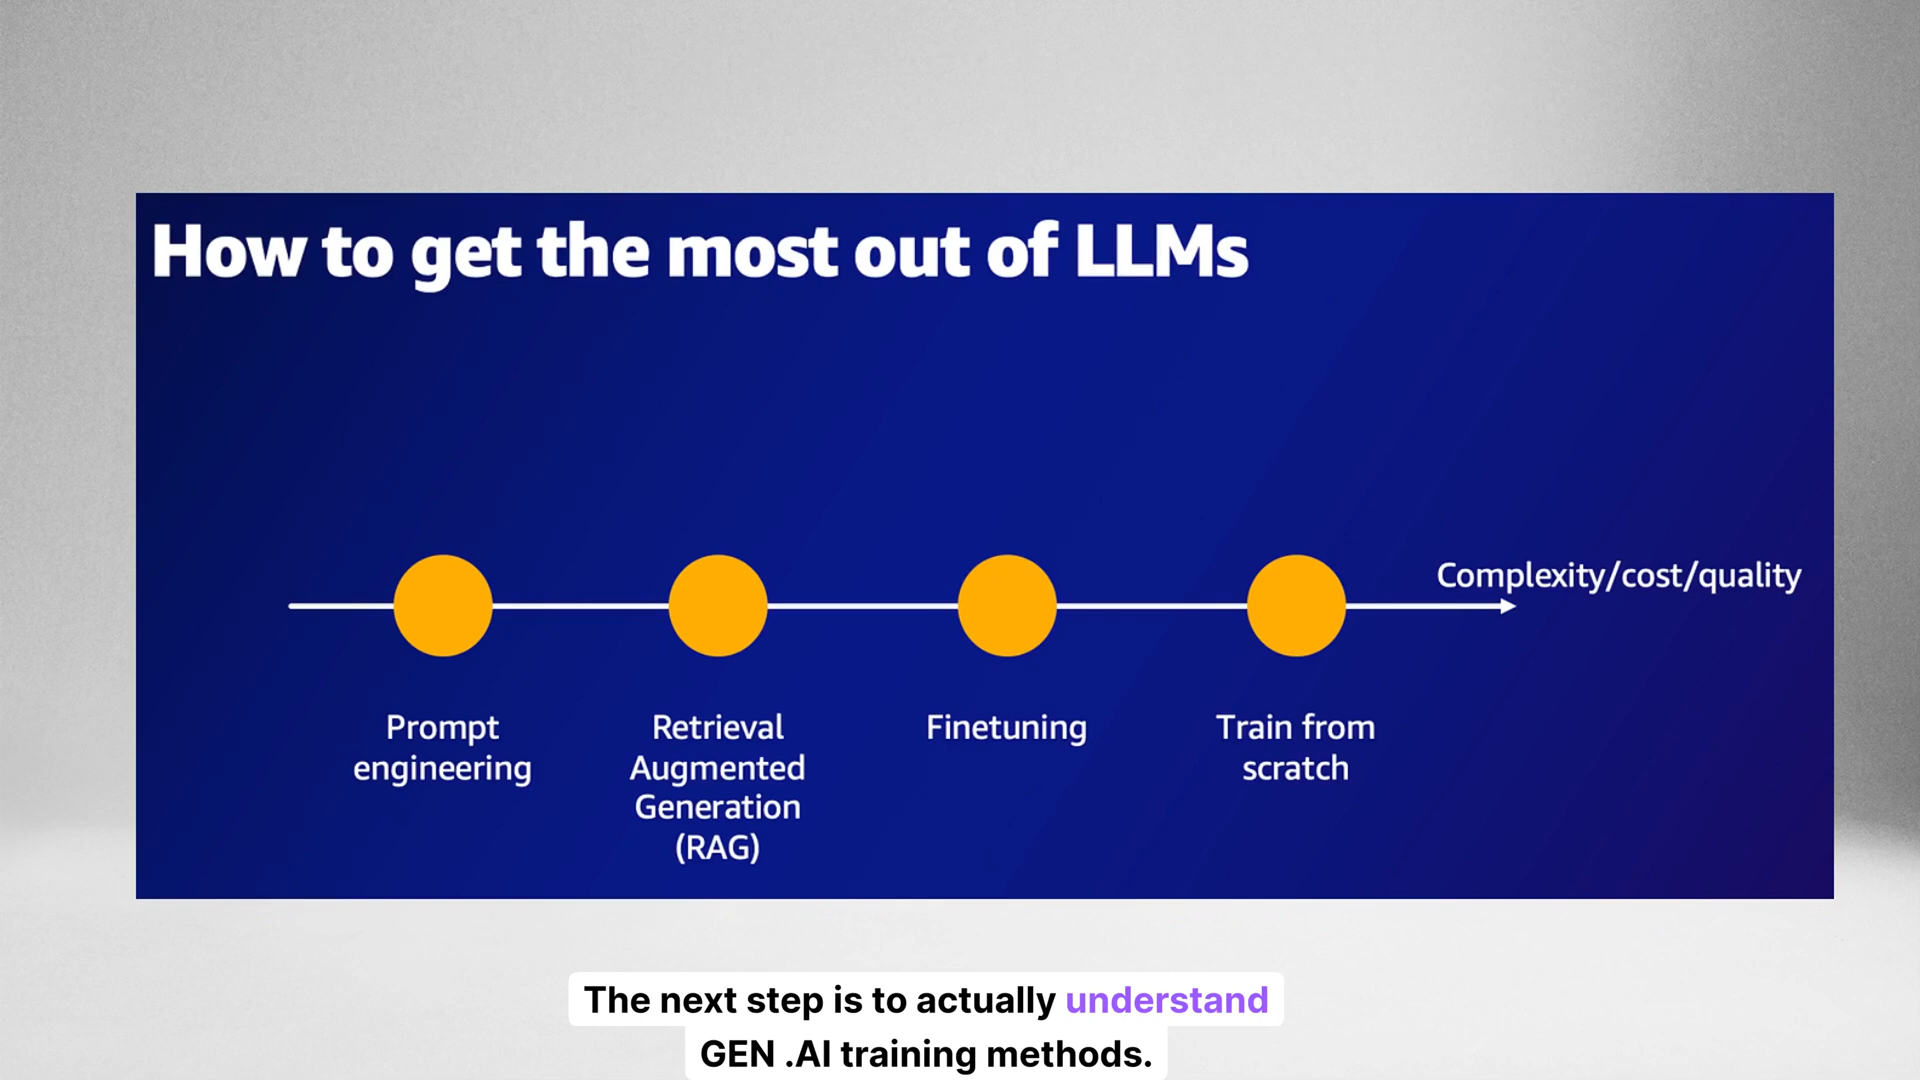 How to get the most out of LLMs
Complexity/cost/quality
Prompt
engineering
Retrieval
Augmented
Generation
(RAG)
Finetuning
Train from
scratch
The next step is to actually understand
GEN .AI training methods.